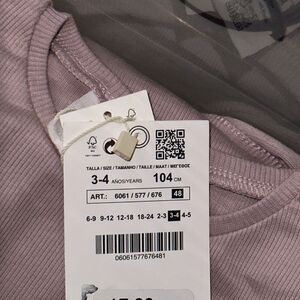 FSC
TALLA / SIZE / TAMANHO / TAILLE / MAAT / ΜΕΓΕΘΟΣ
3-4 AÑOS/YEARS 104 CM
ART.: 6061 / 577 / 676 48
6-9 9-12 12-18 18-24 2-3 3-4 4-5
06061577676481